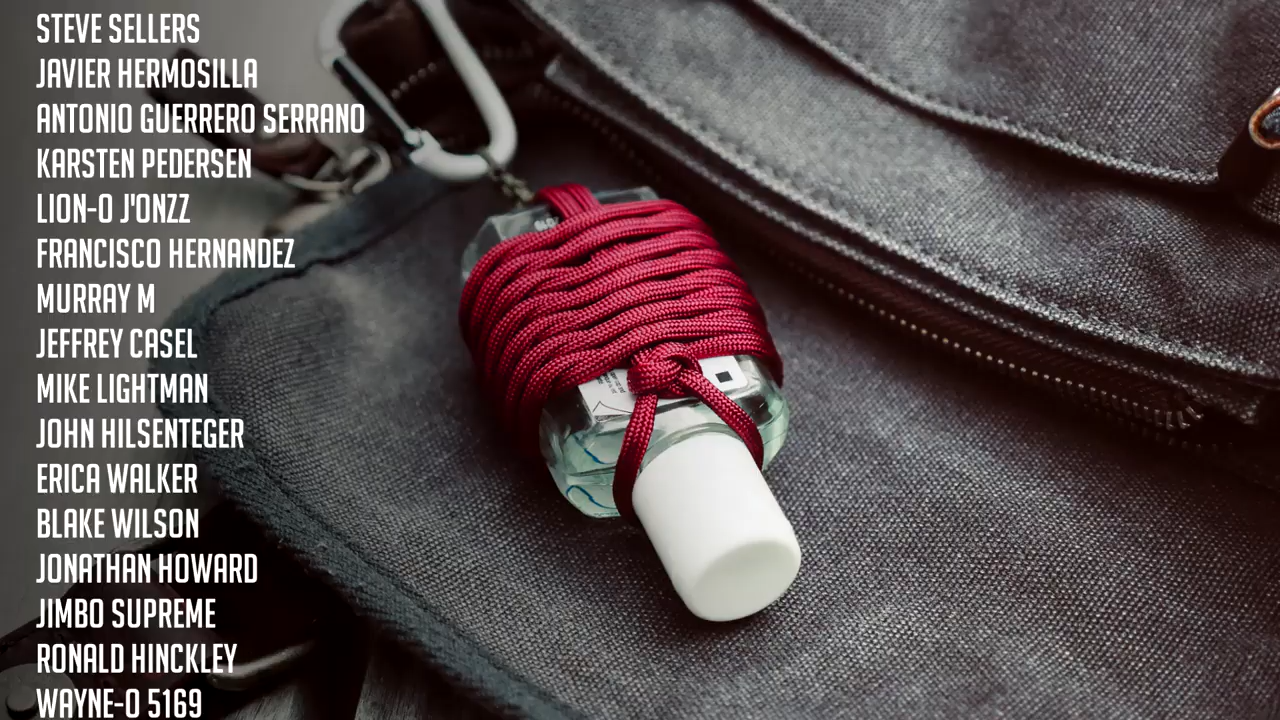 STEVE SELLERS
JAVIER HERMOSILLA
ANTONIO GUERRERO SERRANO
KARSTEN PEDERSEN
LION-O J'ONZZ
FRANCISCO HERNANDEZ
MURRAY M
JEFFREY CASEL
MIKE LIGHTMAN
JOHN HILSENTEGER
ERICA WALKER
BLAKE WILSON
JONATHAN HOWARD
JIMBO SUPREME
RONALD HINCKLEY
WAYNE-O 5169